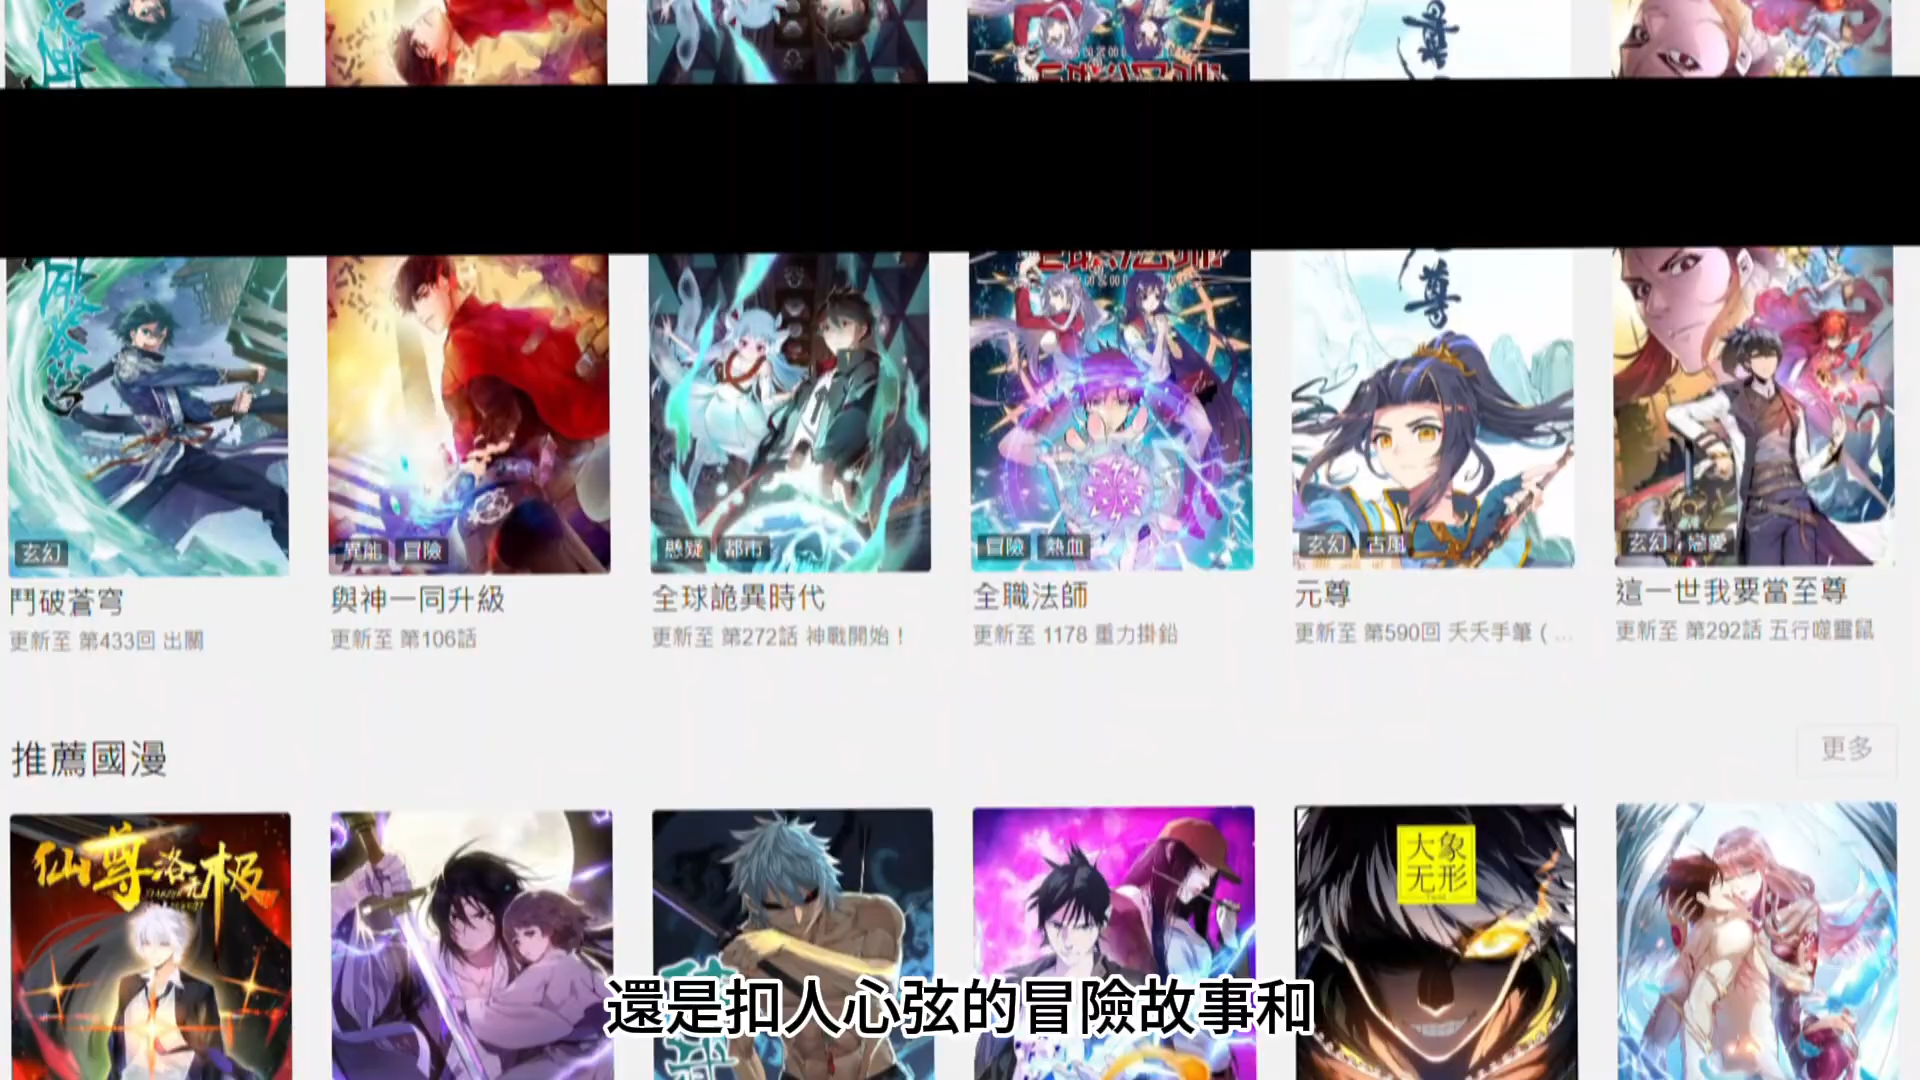 玄幻
異能 冒險
懸疑 都市
冒險 熱血
玄幻 古風
玄幻 戀愛
鬥破蒼穹
與神一同升級
全球詭異時代
全職法師
元尊
這一世我要當至尊
更新至 第433回 出關
更新至 第106話
更新至 第272話 神戰開始！
更新至 1178 重力掛鉛
更新至 第590回 夭夭手筆（ ...
更新至 第292話 五行噬靈鼠
推薦國漫
更多
仙尊洛无极
大象
无形
還是扣人心弦的冒險故事和